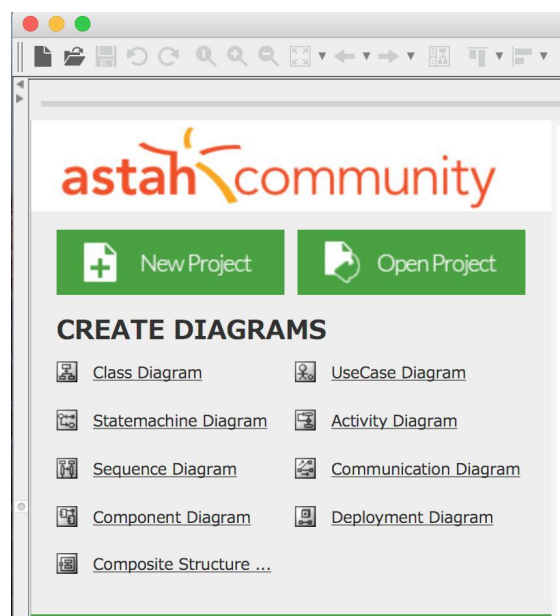 astah community
New Project Open Project
CREATE DIAGRAMS
Class Diagram UseCase Diagram
Statemachine Diagram Activity Diagram
Sequence Diagram Communication Diagram
Component Diagram Deployment Diagram
Composite Structure ...